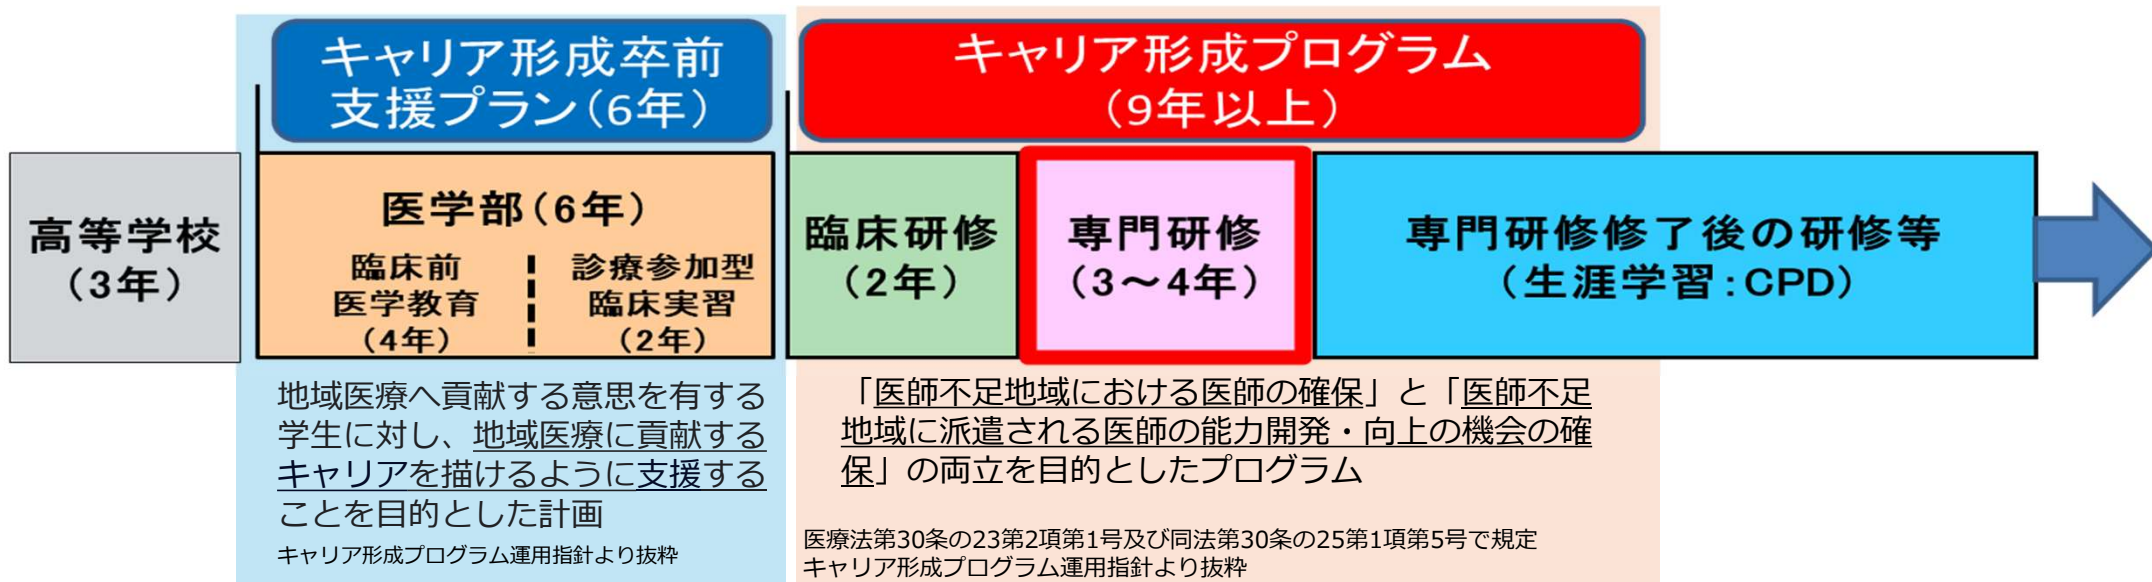 キャリア形成卒前
支援プラン(6年)
キャリア形成プログラム
(9年以上)
高等学校
(3年)
医学部(6年)
臨床前
医学教育
(4年)
診療参加型
臨床実習
(2年)
臨床研修
(2年)
専門研修
(3～4年)
専門研修修了後の研修等
(生涯学習:CPD)
地域医療へ貢献する意思を有する
学生に対し、地域医療に貢献する
キャリアを描けるように支援する
ことを目的とした計画
キャリア形成プログラム運用指針より抜粋
「医師不足地域における医師の確保」と「医師不足
地域に派遣される医師の能力開発・向上の機会の確
保」の両立を目的としたプログラム
医療法第30条の23第2項第1号及び同法第30条の25第1項第5号で規定
キャリア形成プログラム運用指針より抜粋